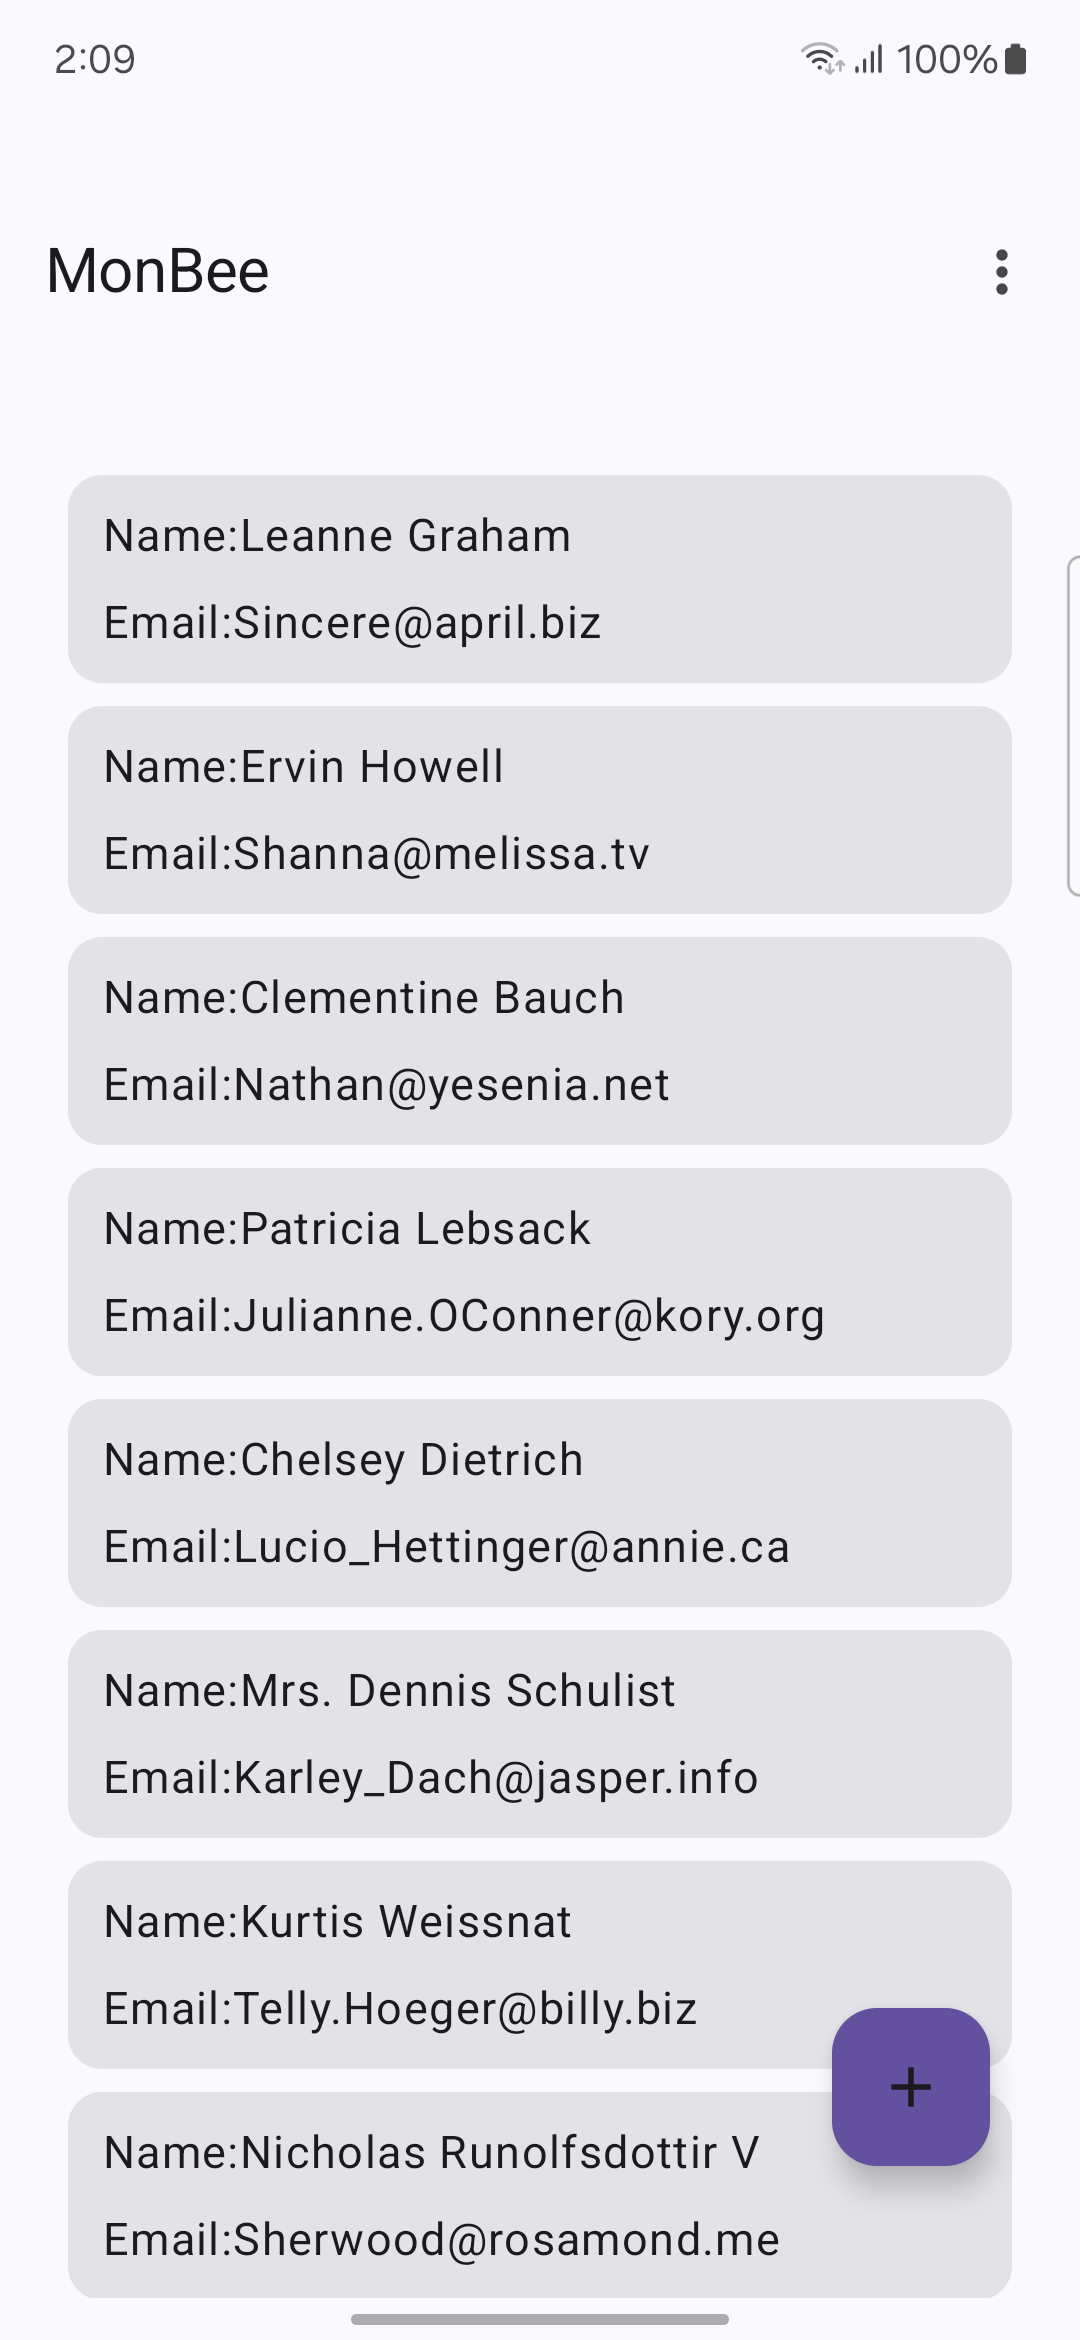 2:09
100%
MonBee
Name:Leanne Graham
Email:Sincere@april.biz
Name:Ervin Howell
Email:Shanna@melissa.tv
Name:Clementine Bauch
Email:Nathan@yesenia.net
Name:Patricia Lebsack
Email:Julianne.OConner@kory.org
Name:Chelsey Dietrich
Email:Lucio_Hettinger@annie.ca
Name:Mrs. Dennis Schulist
Email:Karley_Dach@jasper.info
Name:Kurtis Weissnat
Email:Telly.Hoeger@billy.biz
Name:Nicholas Runolfsdottir V
Email:Sherwood@rosamond.me